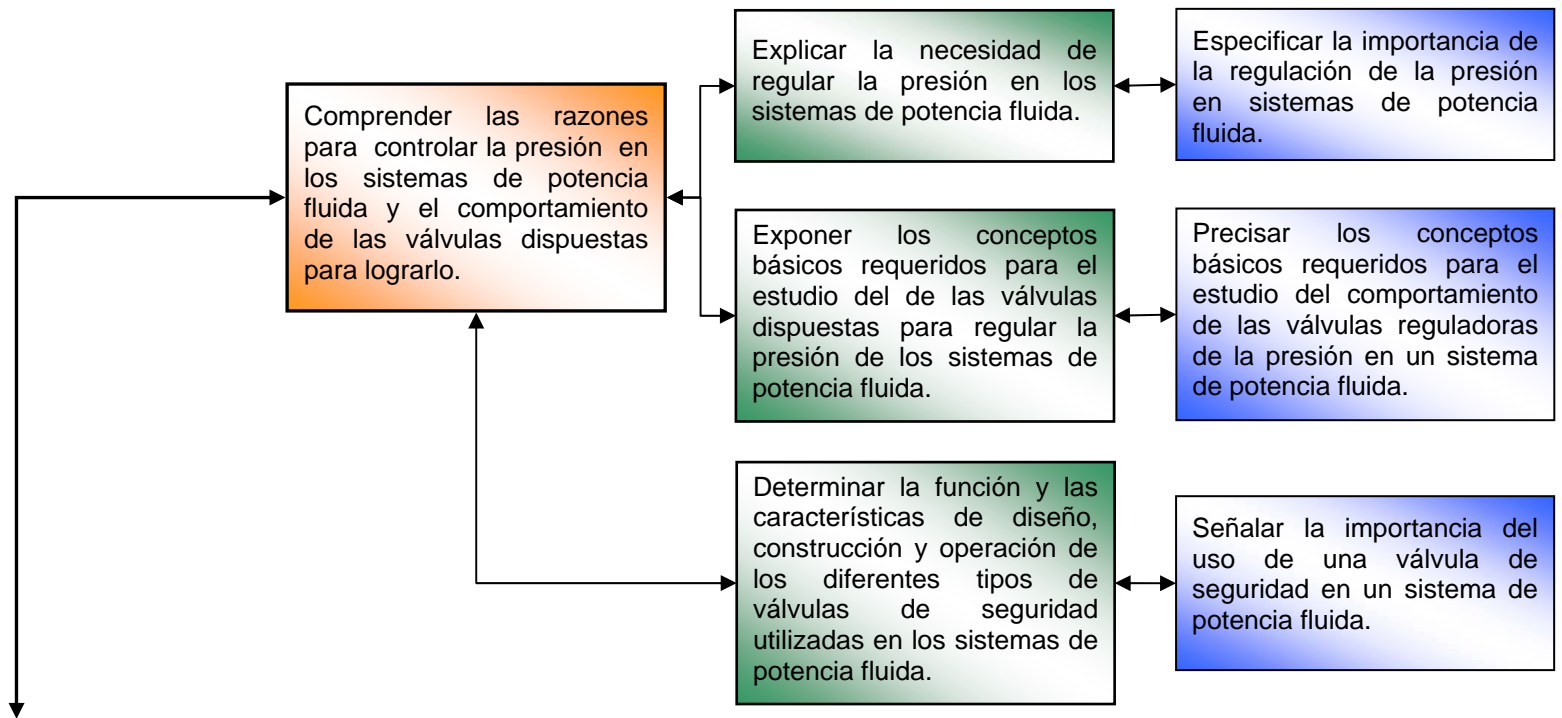 Comprender las razones
para controlar la presión en
los sistemas de potencia
fluida y el comportamiento
de las válvulas dispuestas
para lograrlo.
Explicar la necesidad de
regular la presión en los
sistemas de potencia fluida.
Especificar la importancia de
la regulación de la presión
en sistemas de potencia
fluida.
Exponer los conceptos
básicos requeridos para el
estudio del de las válvulas
dispuestas para regular la
presión de los sistemas de
potencia fluida.
Precisar los conceptos
básicos requeridos para el
estudio del comportamiento
de las válvulas reguladoras
de la presión en un sistema
de potencia fluida.
Determinar la función y las
características de diseño,
construcción y operación de
los diferentes tipos de
válvulas de seguridad
utilizadas en los sistemas de
potencia fluida.
Señalar la importancia del
uso de una válvula de
seguridad en un sistema de
potencia fluida.